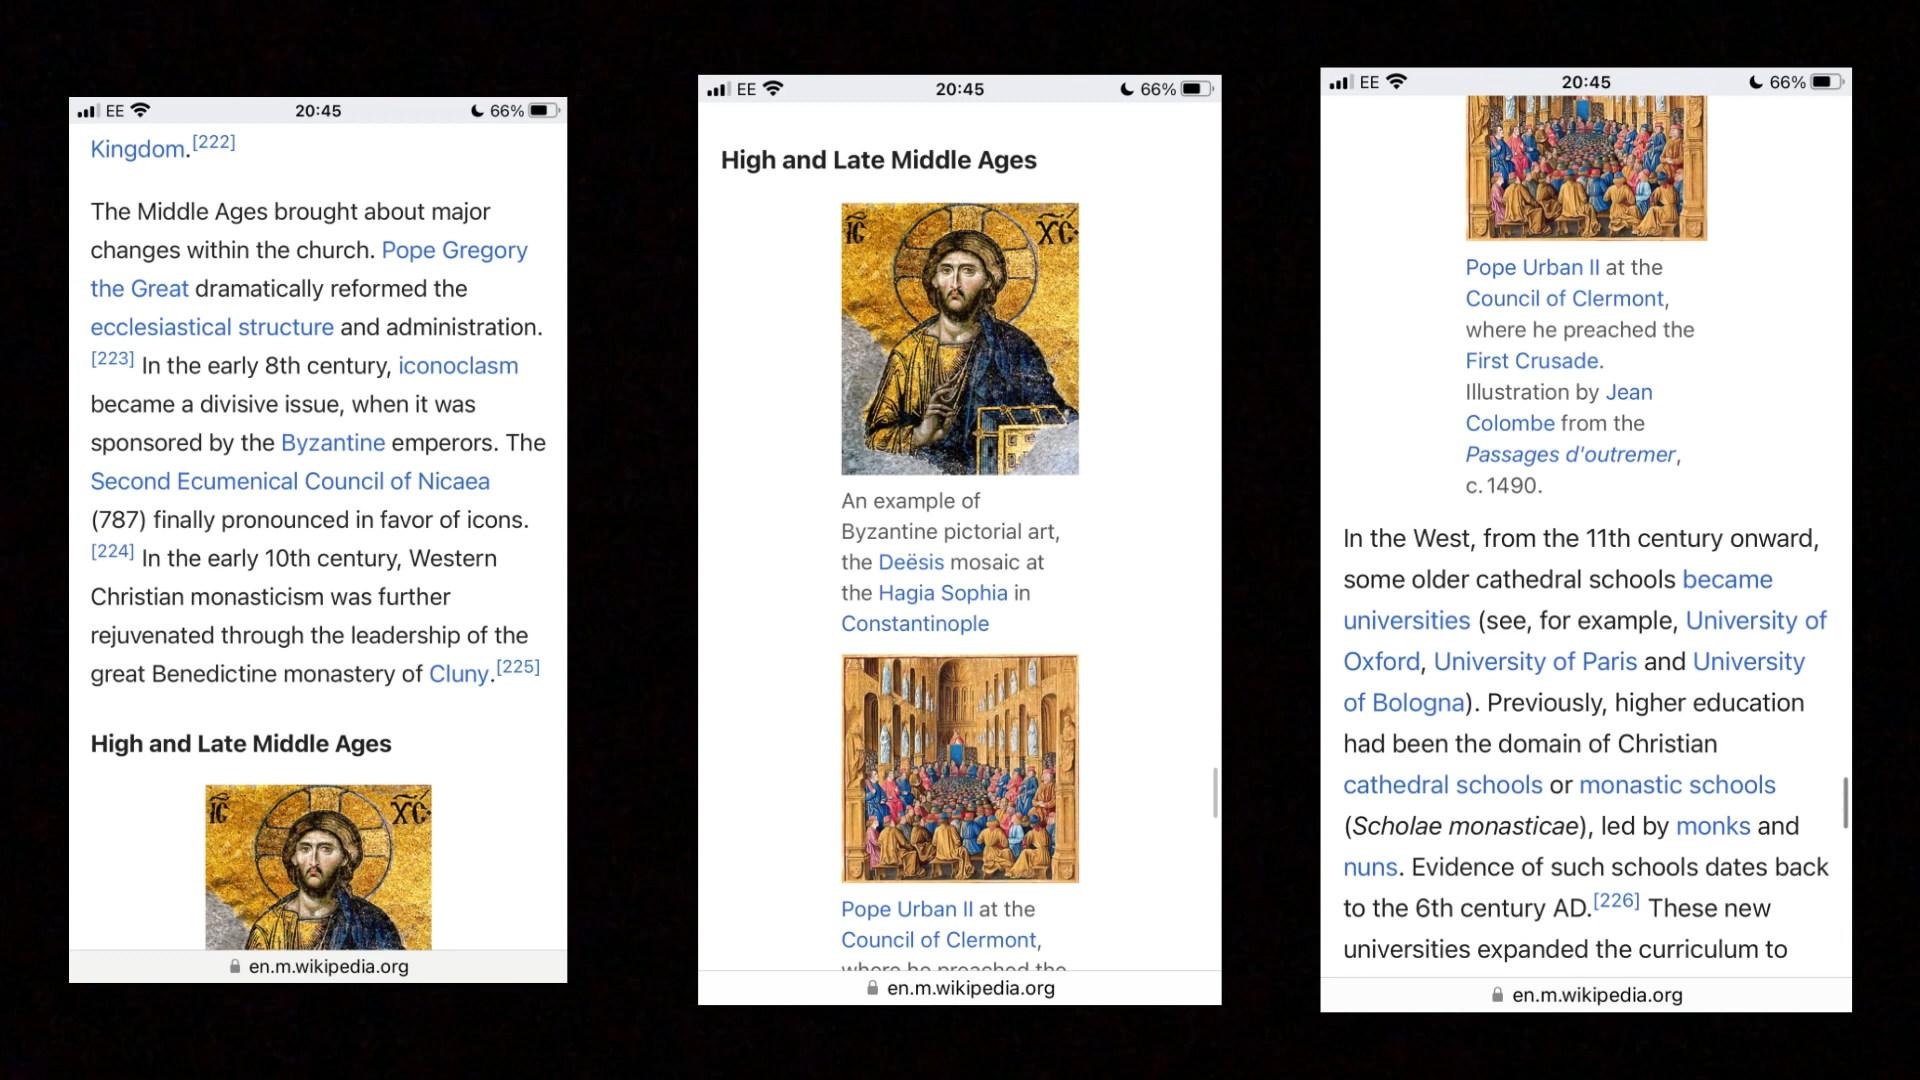 EE
20:45
66%
Kingdom.[222]
The Middle Ages brought about major
changes within the church. Pope Gregory
the Great dramatically reformed the
ecclesiastical structure and administration.
[223] In the early 8th century, iconoclasm
became a divisive issue, when it was
sponsored by the Byzantine emperors. The
Second Ecumenical Council of Nicaea
(787) finally pronounced in favor of icons.
[224] In the early 10th century, Western
Christian monasticism was further
rejuvenated through the leadership of the
great Benedictine monastery of Cluny.[225]
High and Late Middle Ages
IC XC
en.m.wikipedia.org
EE
20:45
66%
High and Late Middle Ages
IC XC
An example of
Byzantine pictorial art,
the Deësis mosaic at
the Hagia Sophia in
Constantinople
Pope Urban II at the
Council of Clermont,
where he preached the
en.m.wikipedia.org
EE
20:45
66%
Pope Urban II at the
Council of Clermont,
where he preached the
First Crusade.
Illustration by Jean
Colombe from the
Passages d'outremer,
c. 1490.
In the West, from the 11th century onward,
some older cathedral schools became
universities (see, for example, University of
Oxford, University of Paris and University
of Bologna). Previously, higher education
had been the domain of Christian
cathedral schools or monastic schools
(Scholae monasticae), led by monks and
nuns. Evidence of such schools dates back
to the 6th century AD.[226] These new
universities expanded the curriculum to
en.m.wikipedia.org